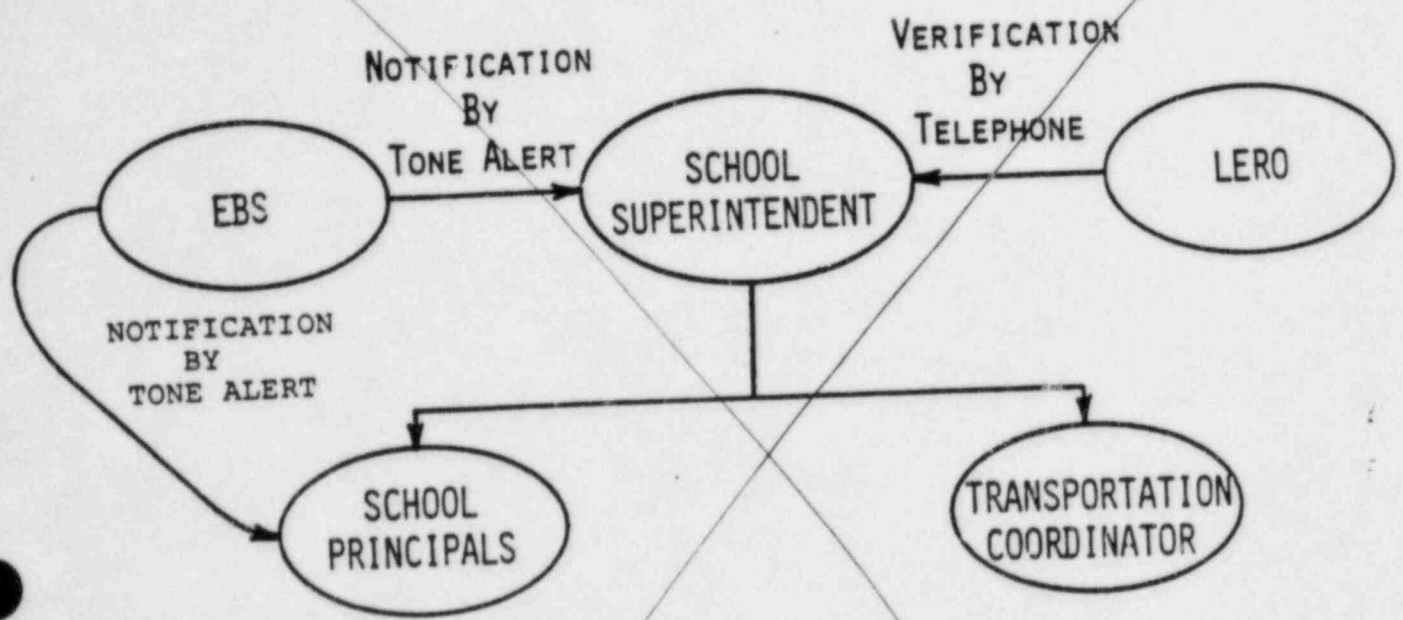 NOTIFICATION
BY
TONE ALERT
VERIFICATION
BY
TELEPHONE
EBS
SCHOOL
SUPERINTENDENT
LERO
NOTIFICATION
BY
TONE ALERT
SCHOOL
PRINCIPALS
TRANSPORTATION
COORDINATOR